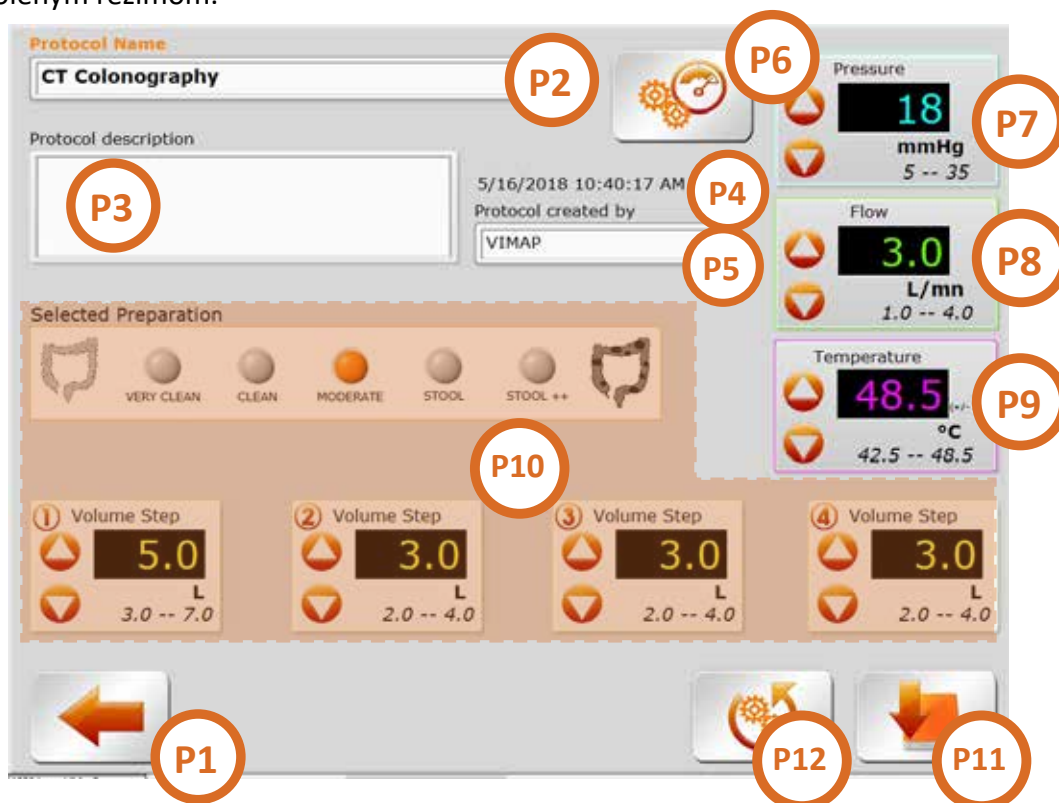 Protocol Name
CT Colonography
P2
P6
Pressure
18
mmHg
5 -- 35
P7
Protocol description
P3
5/16/2018 10:40:17 AM
P4
Protocol created by
VIMAP
P5
Flow
3.0
L/mn
1.0 -- 4.0
P8
Selected Preparation
VERY CLEAN
CLEAN
MODERATE
STOOL
STOOL ++
Temperature
48.5
(+/-
°C
42.5 -- 48.5
P9
P10
1 Volume Step
5.0
L
3.0 -- 7.0
2 Volume Step
3.0
L
2.0 -- 4.0
3 Volume Step
3.0
L
2.0 -- 4.0
4 Volume Step
3.0
L
2.0 -- 4.0
P1
P12
P11